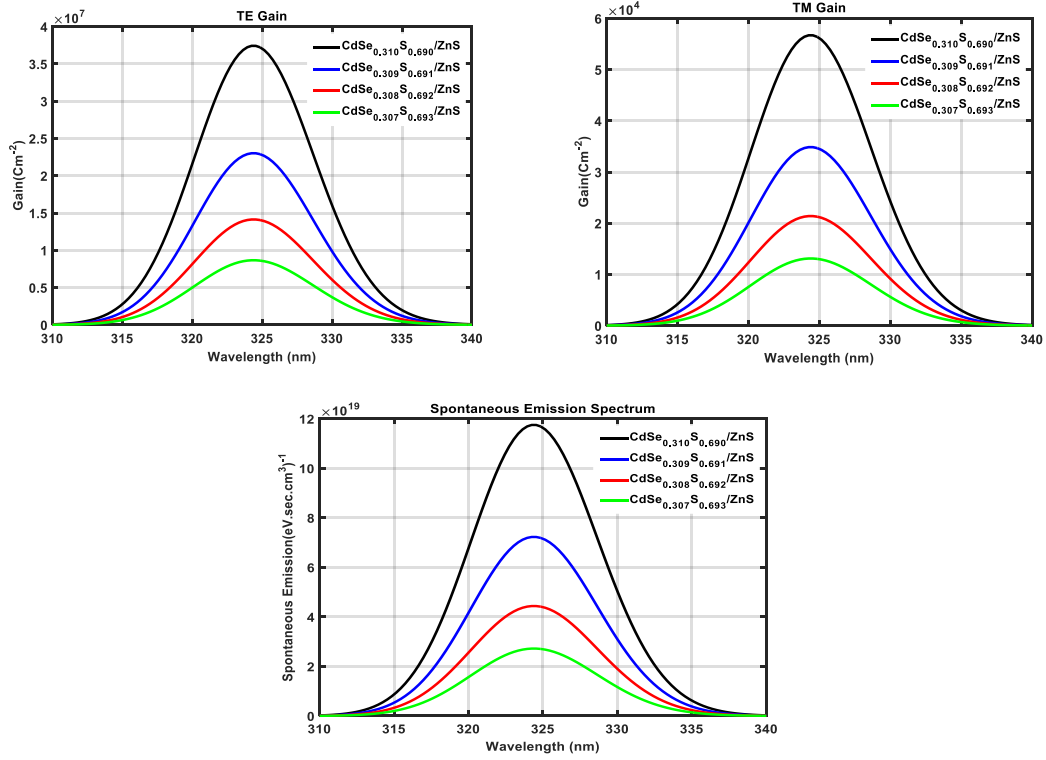 TE Gain
×10⁷
4
3.5
3
2.5
2
1.5
1
0.5
0
310 315 320 325 330 335 340
Gain(Cm⁻²)
Wavelength (nm)
CdSe₀.₃₁₀S₀.₆₉₀/ZnS
CdSe₀.₃₀₉S₀.₆₉₁/ZnS
CdSe₀.₃₀₈S₀.₆₉₂/ZnS
CdSe₀.₃₀₇S₀.₆₉₃/ZnS
TM Gain
×10⁴
6
5
4
3
2
1
0
310 315 320 325 330 335 340
Gain(Cm⁻²)
Wavelength (nm)
CdSe₀.₃₁₀S₀.₆₉₀/ZnS
CdSe₀.₃₀₉S₀.₆₉₁/ZnS
CdSe₀.₃₀₈S₀.₆₉₂/ZnS
CdSe₀.₃₀₇S₀.₆₉₃/ZnS
Spontaneous Emission Spectrum
×10¹⁹
12
10
8
6
4
2
0
310 315 320 325 330 335 340
Spontaneous Emission(eV.sec.cm³)⁻¹
Wavelength (nm)
CdSe₀.₃₁₀S₀.₆₉₀/ZnS
CdSe₀.₃₀₉S₀.₆₉₁/ZnS
CdSe₀.₃₀₈S₀.₆₉₂/ZnS
CdSe₀.₃₀₇S₀.₆₉₃/ZnS